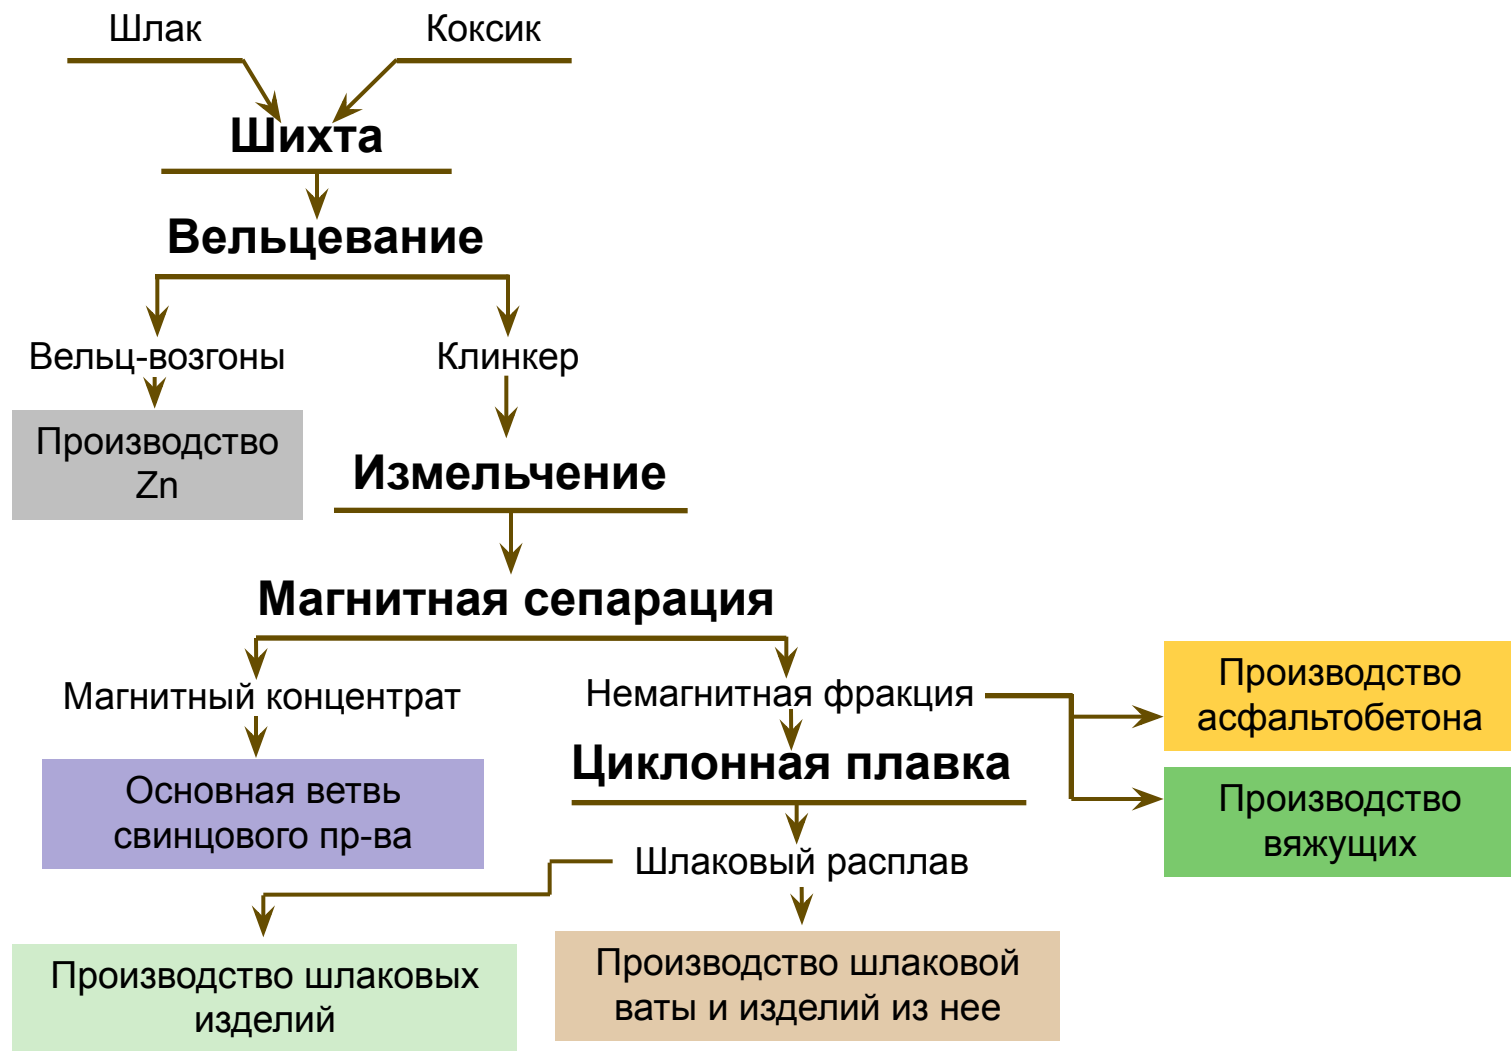 Шлак
Коксик
Шихта
Вельцевание
Вельц-возгоны
Клинкер
Производство
Zn
Измельчение
Магнитная сепарация
Магнитный концентрат
Немагнитная фракция
Производство
асфальтобетона
Основная ветвь
свинцового пр-ва
Циклонная плавка
Производство
вяжущих
Шлаковый расплав
Производство шлаковых
изделий
Производство шлаковой
ваты и изделий из нее